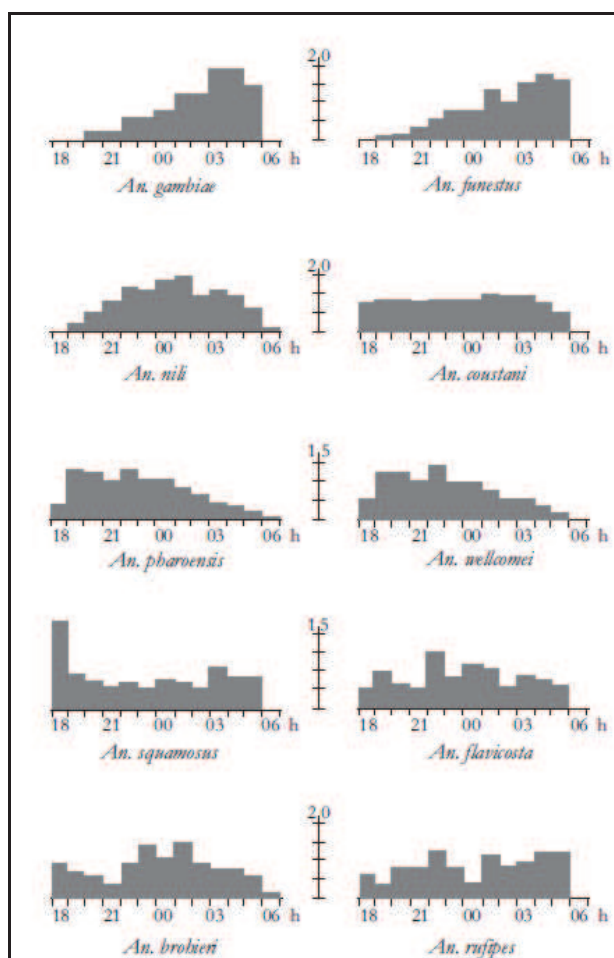 2,0
18 21 00 03 06 h 18 21 00 03 06 h
An. gambiae An. funestus
2,0
18 21 00 03 06 h 18 21 00 03 06 h
An. nili An. coustani
1,5
18 21 00 03 06 h 18 21 00 03 06 h
An. pharoensis An. wellcomei
1,5
18 21 00 03 06 h 18 21 00 03 06 h
An. squamosus An. flavicosta
2,0
18 21 00 03 06 h 18 21 00 03 06 h
An. brohieri An. rufipes